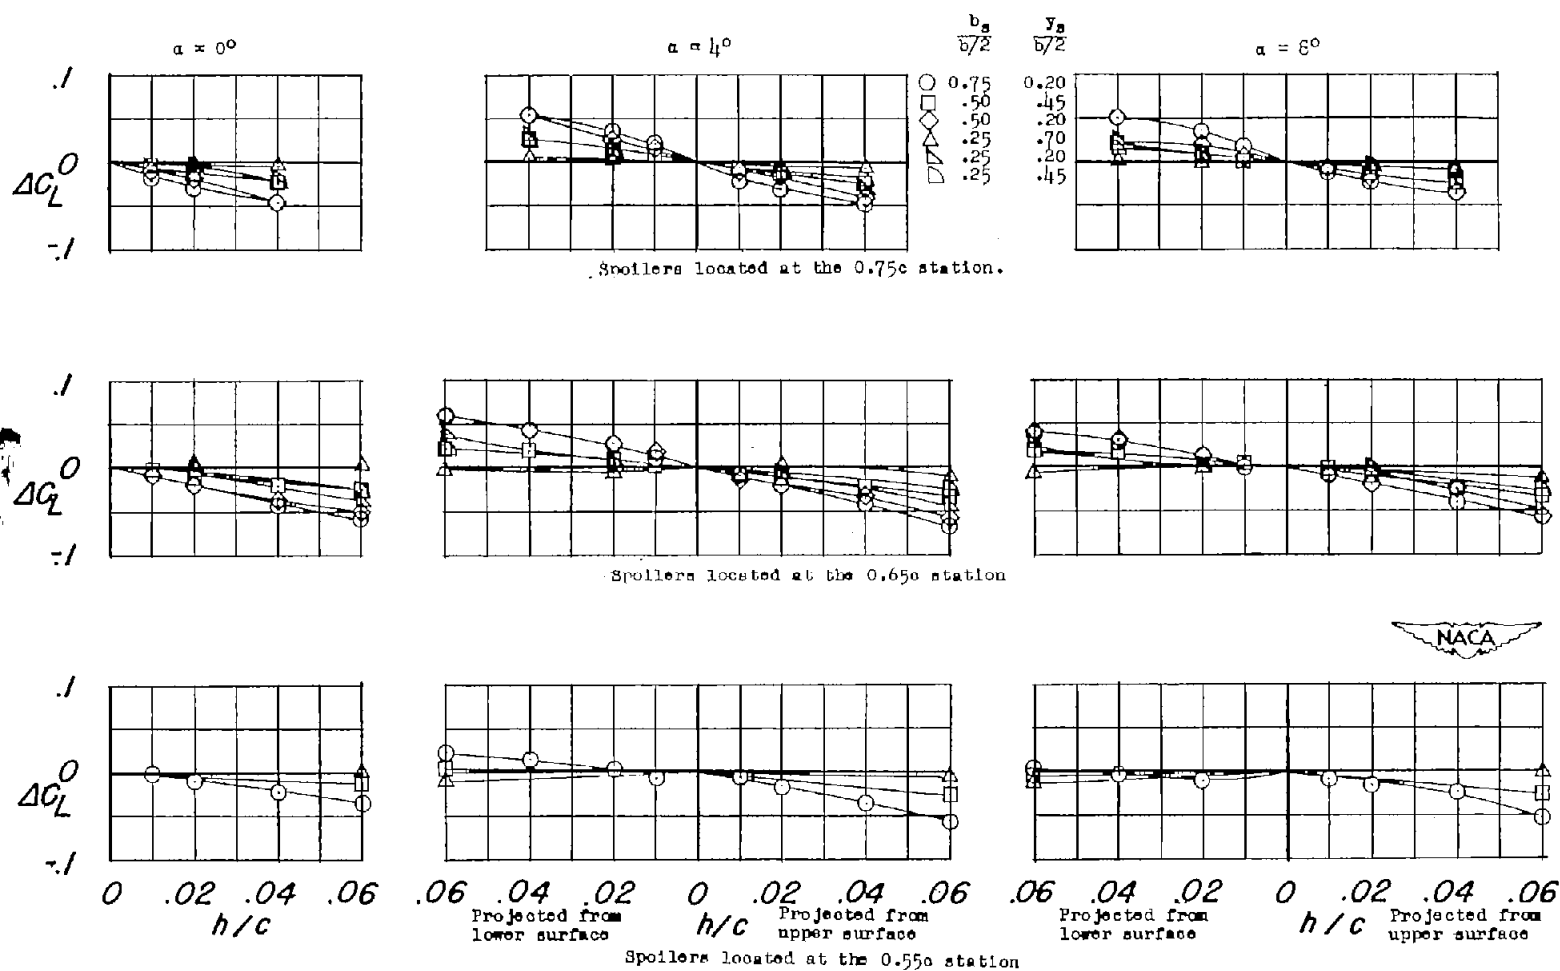 α = 0°
α = 4°
b_s / b/2
y_s / b/2
α = 8°
0.75 0.20
.50 .45
.50 .20
.25 .70
.25 .20
.25 .45
.1
0
ΔC_L
-.1
Spoilers located at the 0.75c station.
.1
0
ΔC_L
-.1
Spoilers located at the 0.65c station
NACA
.1
0
ΔC_L
-.1
0 .02 .04 .06
.06 .04 .02 0 .02 .04 .06
.06 .04 .02 0 .02 .04 .06
h/c
Projected from
lower surface
h/c
Projected from
upper surface
Projected from
lower surface
h/c
Projected from
upper surface
Spoilers located at the 0.55c station